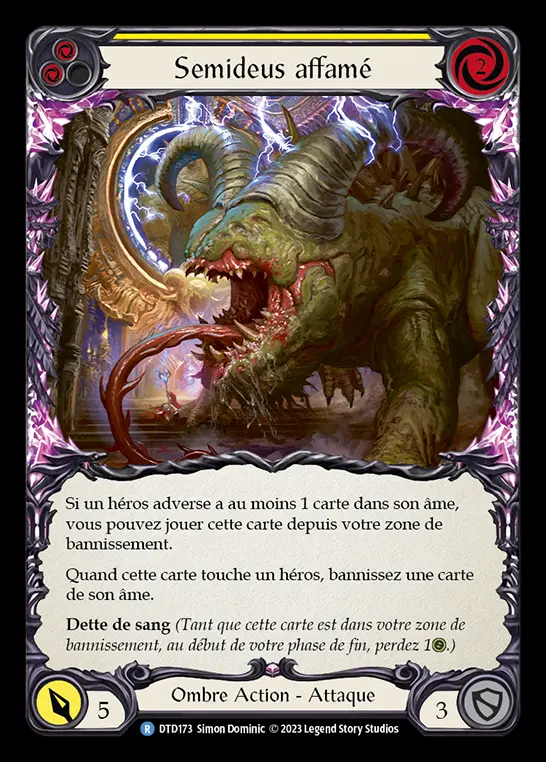 Semideus affamé
2
Si un héros adverse a au moins 1 carte dans son âme,
vous pouvez jouer cette carte depuis votre zone de
bannissement.
Quand cette carte touche un héros, bannissez une carte
de son âme.
Dette de sang (Tant que cette carte est dans votre zone de
bannissement, au début de votre phase de fin, perdez 1.)
5
Ombre Action - Attaque
3
R DTD173 Simon Dominic © 2023 Legend Story Studios